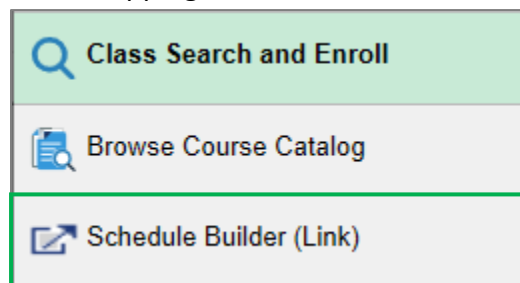 Class Search and Enroll
Browse Course Catalog
Schedule Builder (Link)